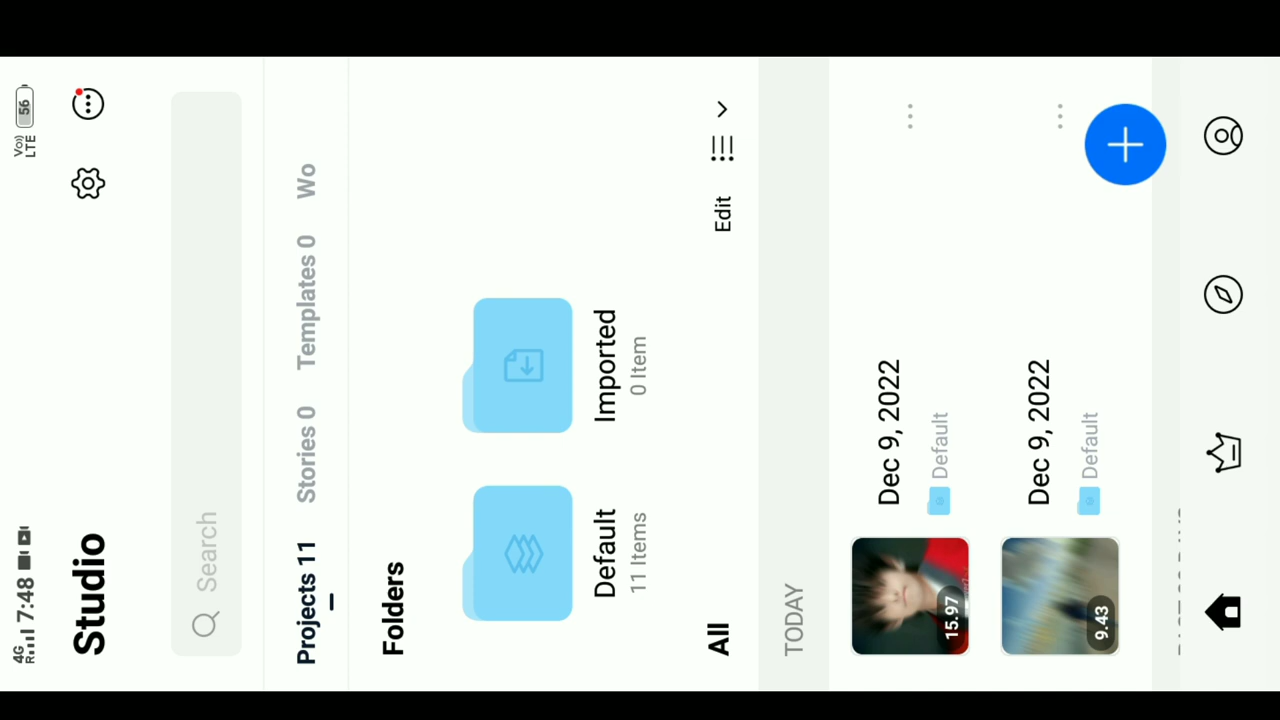 4G R 7:48 Vo)) LTE 56
Studio
Search
Projects 11 Stories 0 Templates 0 Wo
Folders
Default Imported
11 Items 0 Item
All Edit
TODAY
Dec 9, 2022
Default
15.97
Dec 9, 2022
Default
9.43